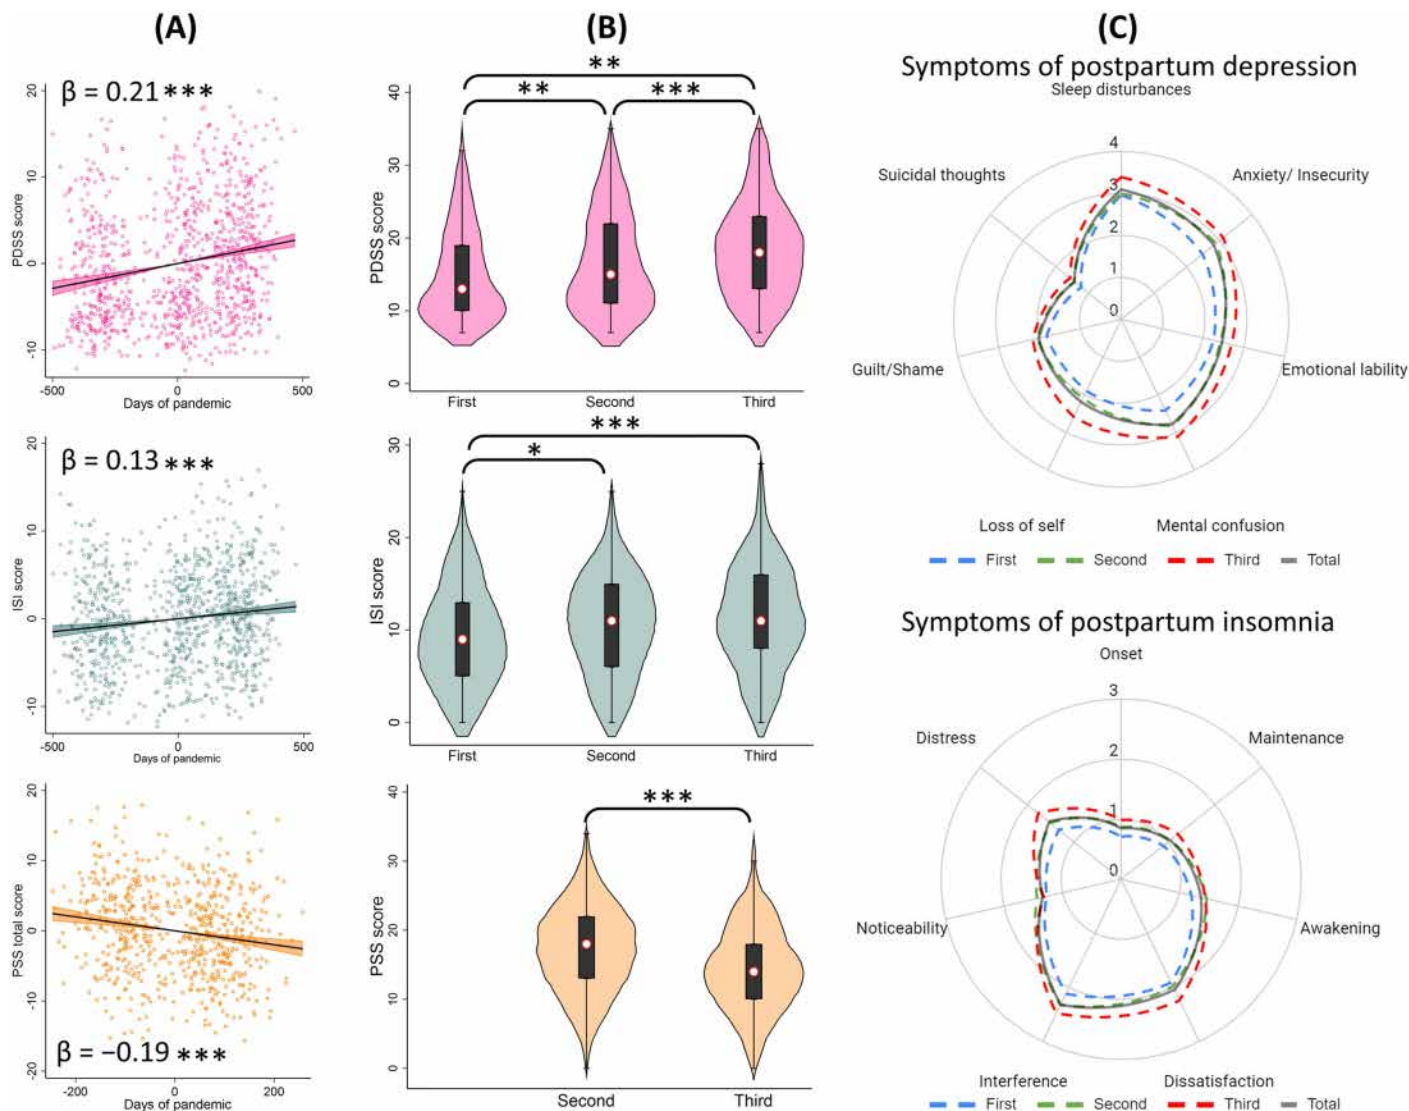 (A)
(B)
(C)
β = 0.21 ***
20
10
0
-10
PDSS score
-500
0
500
Days of pandemic
**
**
***
40
30
20
10
0
PDSS score
First
Second
Third
Symptoms of postpartum depression
Sleep disturbances
4
3
2
1
0
Suicidal thoughts
Anxiety/ Insecurity
Guilt/Shame
Emotional lability
Loss of self
Mental confusion
First
Second
Third
Total
β = 0.13 ***
20
10
0
-10
ISI score
-500
0
500
Days of pandemic
***
*
30
20
10
0
ISI score
First
Second
Third
Symptoms of postpartum insomnia
Onset
3
2
1
0
Distress
Maintenance
Noticeability
Awakening
Interference
Dissatisfaction
First
Second
Third
Total
20
10
0
-10
-20
PSS total score
β = −0.19 ***
-200
0
200
Days of pandemic
***
40
30
20
10
0
PSS score
Second
Third